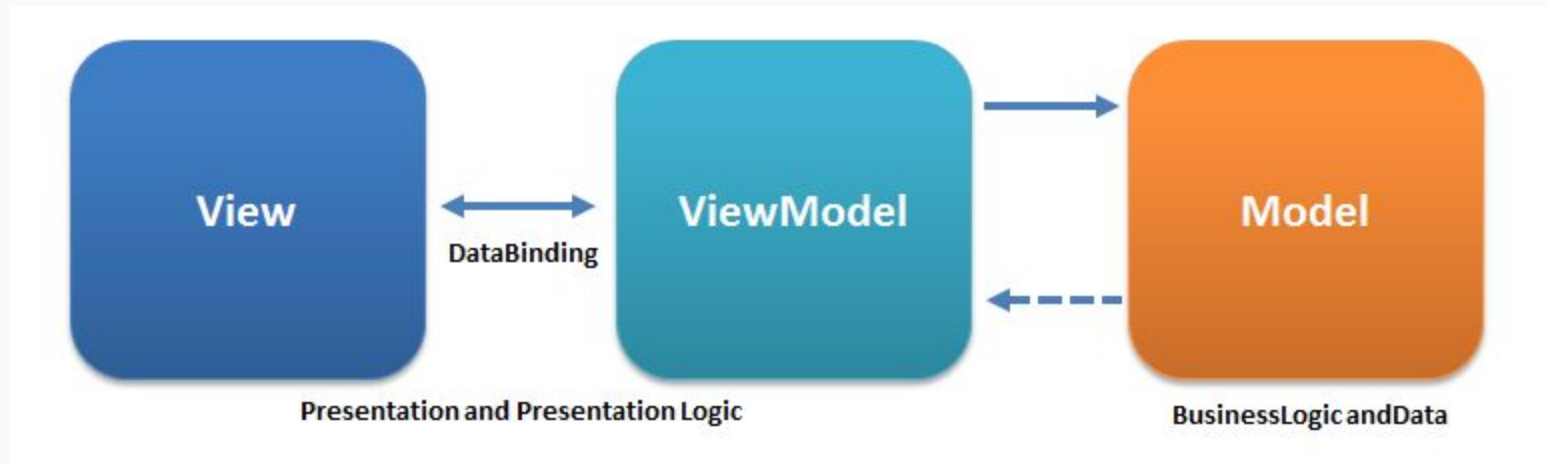 View
ViewModel
Model
DataBinding
Presentation and Presentation Logic
BusinessLogic andData